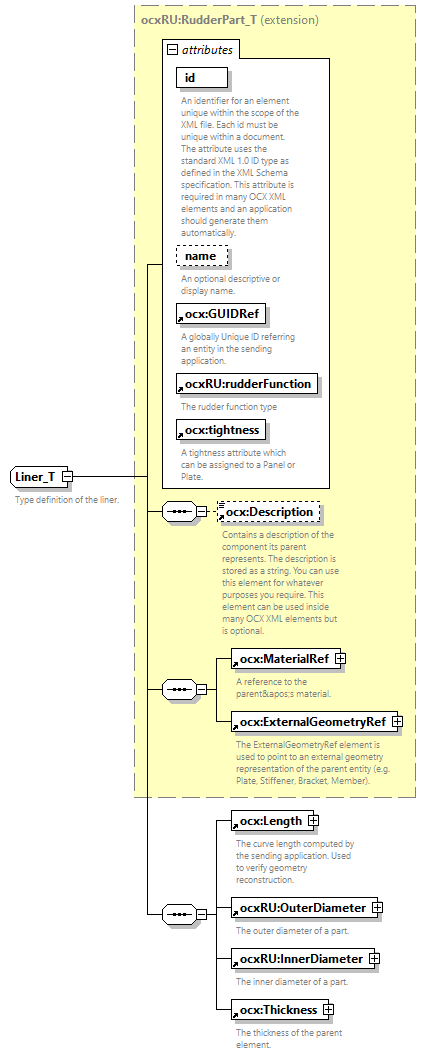 ocxRU:RudderPart_T (extension)
attributes
id
An identifier for an element
unique within the scope of the
XML file. Each id must be
unique within a document.
The attribute uses the
standard XML 1.0 ID type as
defined in the XML Schema
specification. This attribute is
required in many OCX XML
elements and an application
should generate them
automatically.
name
An optional descriptive or
display name.
ocx:GUIDRef
A globally Unique ID referring
an entity in the sending
application.
ocxRU:rudderFunction
The rudder function type
ocx:tightness
A tightness attribute which
can be assigned to a Panel or
Plate.
Liner_T
Type definition of the liner.
ocx:Description
Contains a description of the
component its parent
represents. The description is
stored as a string. You can use
this element for whatever
purposes you require. This
element can be used inside
many OCX XML elements but
is optional.
ocx:MaterialRef
A reference to the
parent&apos;s material.
ocx:ExternalGeometryRef
The ExternalGeometryRef element is
used to point to an external geometry
representation of the parent entity (e.g.
Plate, Stiffener, Bracket, Member).
ocx:Length
The curve length computed by
the sending application. Used
to verify geometry
reconstruction.
ocxRU:OuterDiameter
The outer diameter of a part.
ocxRU:InnerDiameter
The inner diameter of a part.
ocx:Thickness
The thickness of the parent
element.